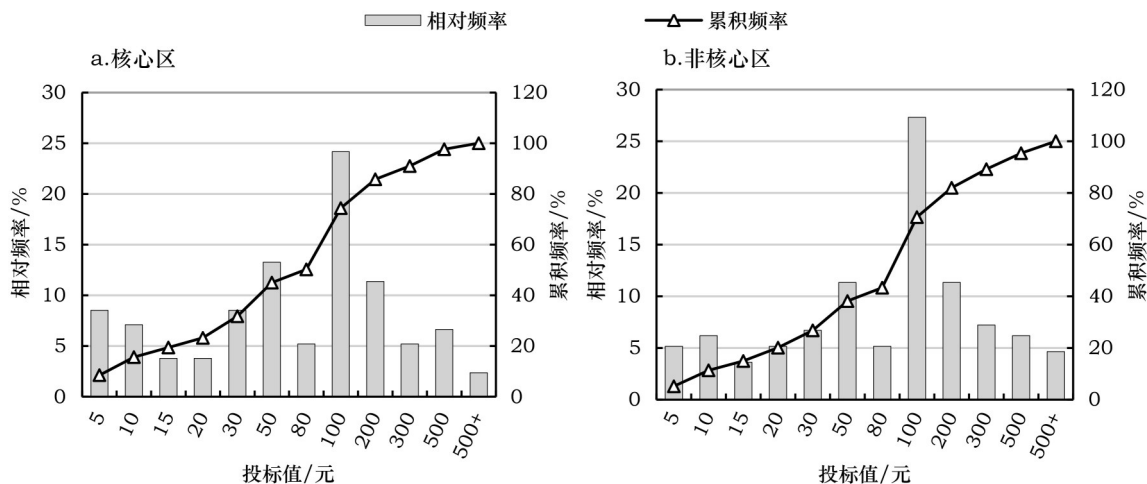 相对频率 累积频率
a.核心区 b.非核心区
30 120 30 120
25 100 25 100
20 80 20 80
15 60 15 60
10 40 10 40
5 20 5 20
0 0 0 0
相对频率/% 累积频率/% 相对频率/% 累积频率/%
5 10 15 20 30 50 80 100 200 300 500 500+ 5 10 15 20 30 50 80 100 200 300 500 500+
投标值/元 投标值/元